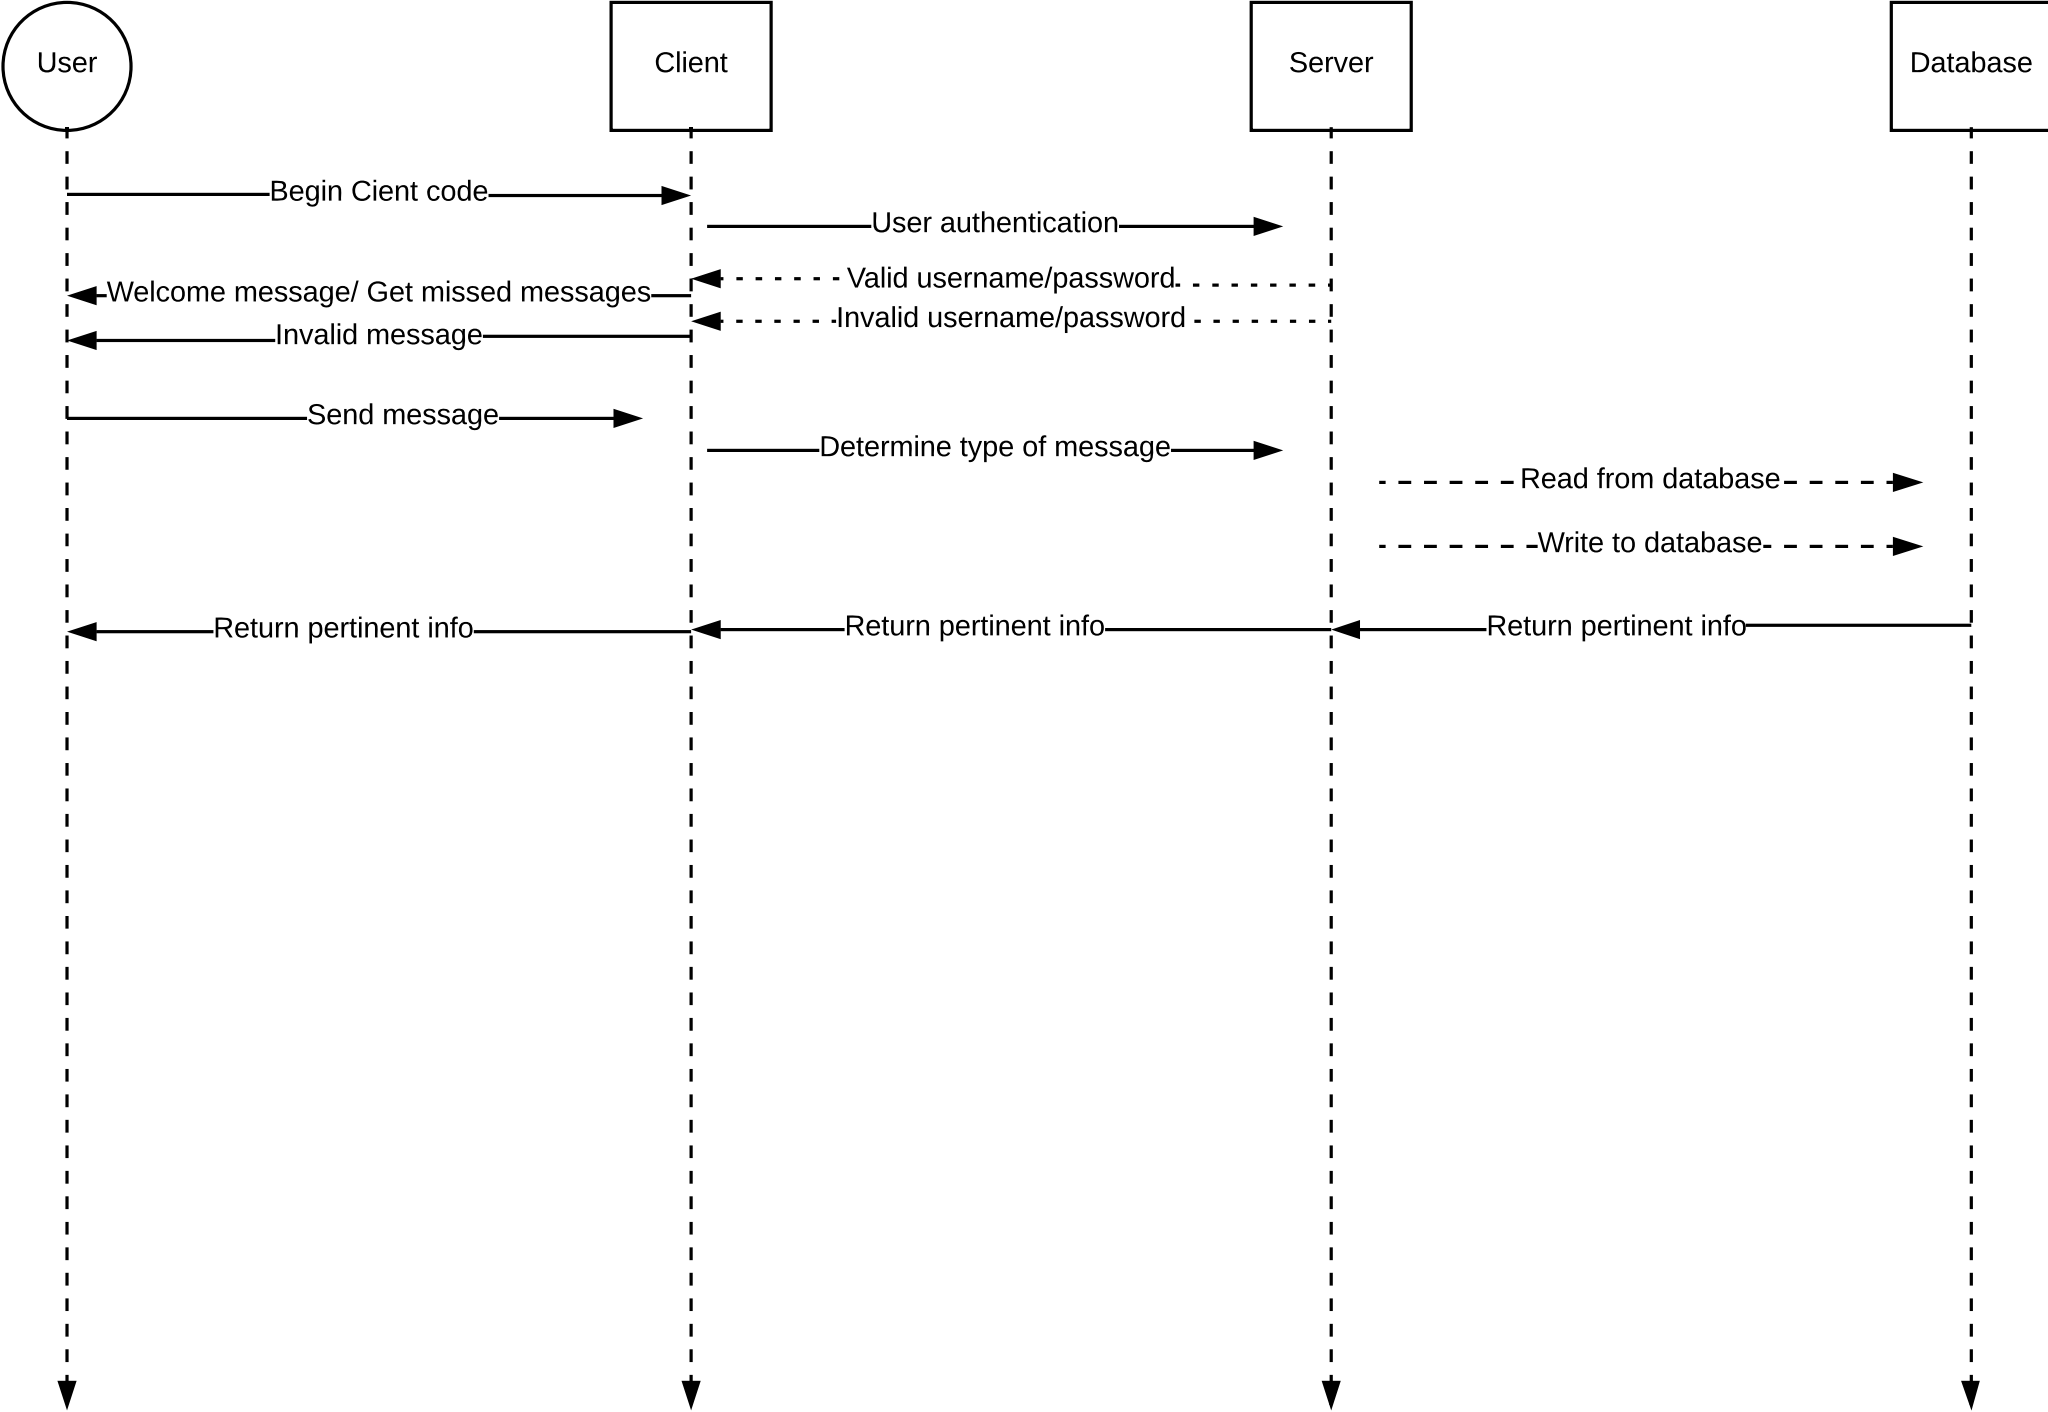 User
Client
Server
Database
Begin Cient code
User authentication
Valid username/password
Welcome message/ Get missed messages
Invalid username/password
Invalid message
Send message
Determine type of message
Read from database
Write to database
Return pertinent info
Return pertinent info
Return pertinent info